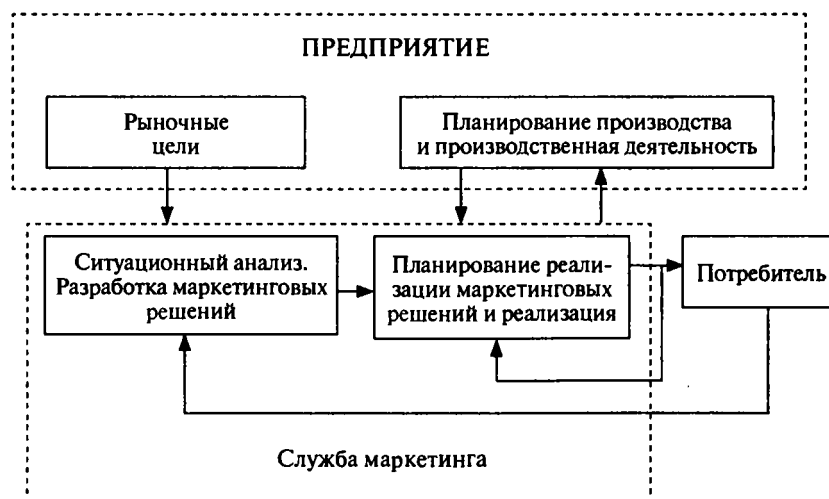 ПРЕДПРИЯТИЕ
Рыночные
цели
Планирование производства
и производственная деятельность
Ситуационный анализ.
Разработка маркетинговых
решений
Планирование реали-
зации маркетинговых
решений и реализация
Потребитель
Служба маркетинга